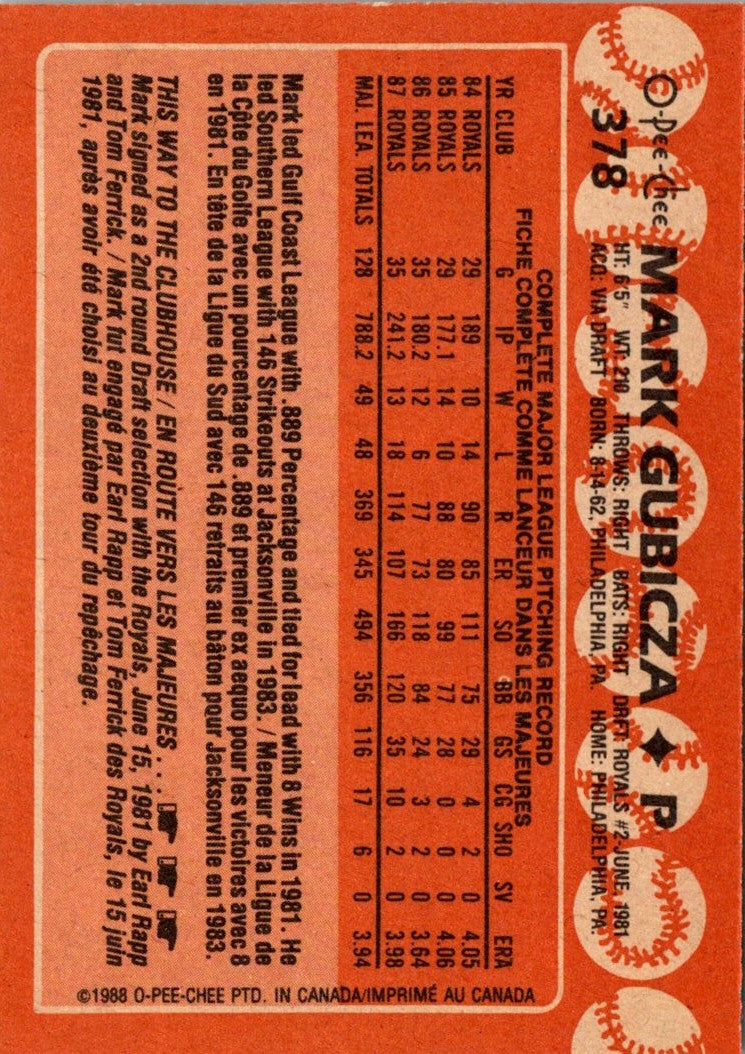 O-Pee-Chee
378
MARK GUBICZA ♦ P
HT: 6'5" WT: 210 THROWS: RIGHT BATS: RIGHT DRFT: ROYALS #2-JUNE, 1981
ACQ: VIA DRAFT BORN: 8-14-62, PHILADELPHIA, PA. HOME: PHILADELPHIA, PA.
COMPLETE MAJOR LEAGUE PITCHING RECORD
FICHE COMPLÈTE COMME LANCEUR DANS LES MAJEURES
YR CLUB G IP W L R ER SO BB GS CG SHO SV ERA
84 ROYALS 29 189 10 14 90 85 111 75 29 4 2 0 4.05
85 ROYALS 29 177.1 14 10 88 80 99 77 28 0 0 0 4.06
86 ROYALS 35 180.2 12 6 77 73 118 84 24 3 2 0 3.64
87 ROYALS 35 241.2 13 18 114 107 166 120 35 10 2 0 3.98
MAJ. LEA. TOTALS 128 788.2 49 48 369 345 494 356 116 17 6 0 3.94
Mark led Gulf Coast League with .889 Percentage and tied for lead with 8 Wins in 1981. He
led Southern League with 146 Strikeouts at Jacksonville in 1983. / Meneur de la Ligue de
la Côte du Golfe avec un pourcentage de .889 et premier ex aequo pour les victoires avec 8
en 1981. En tête de la Ligue du Sud avec 146 retraits au bâton pour Jacksonville en 1983.
THIS WAY TO THE CLUBHOUSE / EN ROUTE VERS LES MAJEURES . . .
Mark signed as a 2nd round Draft selection with the Royals, June 15, 1981 by Earl Rapp
and Tom Ferrick. / Mark fut engagé par Earl Rapp et Tom Ferrick des Royals, le 15 juin
1981, après avoir été choisi au deuxième tour du repêchage.
©1988 O-PEE-CHEE PTD. IN CANADA/IMPRIMÉ AU CANADA